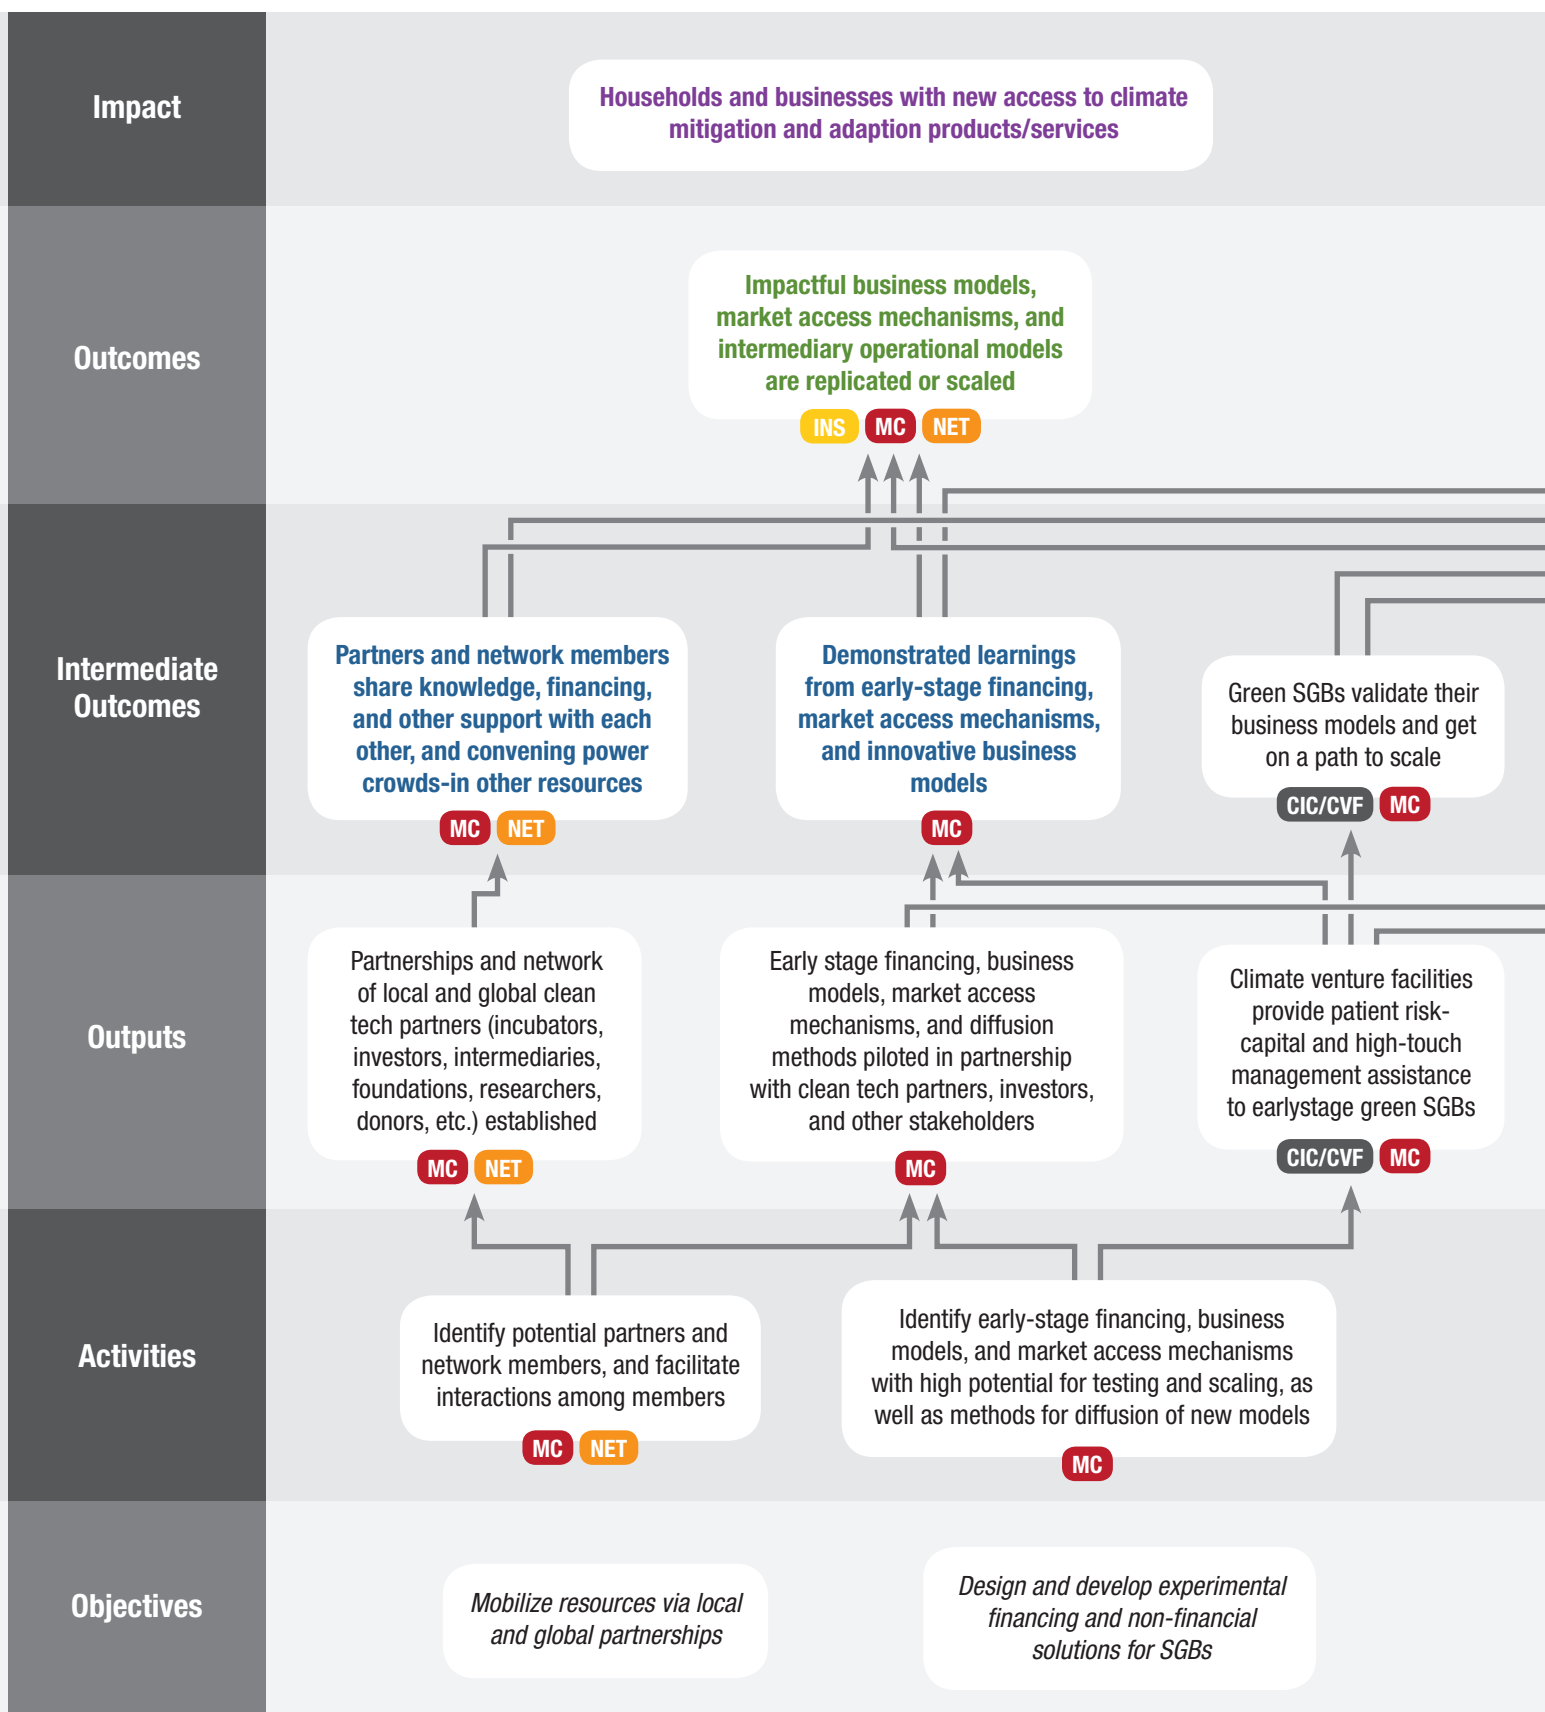 Impact
Households and businesses with new access to climate
mitigation and adaption products/services
Outcomes
Impactful business models,
market access mechanisms, and
intermediary operational models
are replicated or scaled
INS MC NET
Intermediate
Outcomes
Partners and network members
share knowledge, financing,
and other support with each
other, and convening power
crowds-in other resources
MC NET
Demonstrated learnings
from early-stage financing,
market access mechanisms,
and innovative business
models
MC
Green SGBs validate their
business models and get
on a path to scale
CIC/CVF MC
Outputs
Partnerships and network
of local and global clean
tech partners (incubators,
investors, intermediaries,
foundations, researchers,
donors, etc.) established
MC NET
Early stage financing, business
models, market access
mechanisms, and diffusion
methods piloted in partnership
with clean tech partners, investors,
and other stakeholders
MC
Climate venture facilities
provide patient risk-
capital and high-touch
management assistance
to earlystage green SGBs
CIC/CVF MC
Activities
Identify potential partners and
network members, and facilitate
interactions among members
MC NET
Identify early-stage financing, business
models, and market access mechanisms
with high potential for testing and scaling, as
well as methods for diffusion of new models
MC
Objectives
Mobilize resources via local
and global partnerships
Design and develop experimental
financing and non-financial
solutions for SGBs